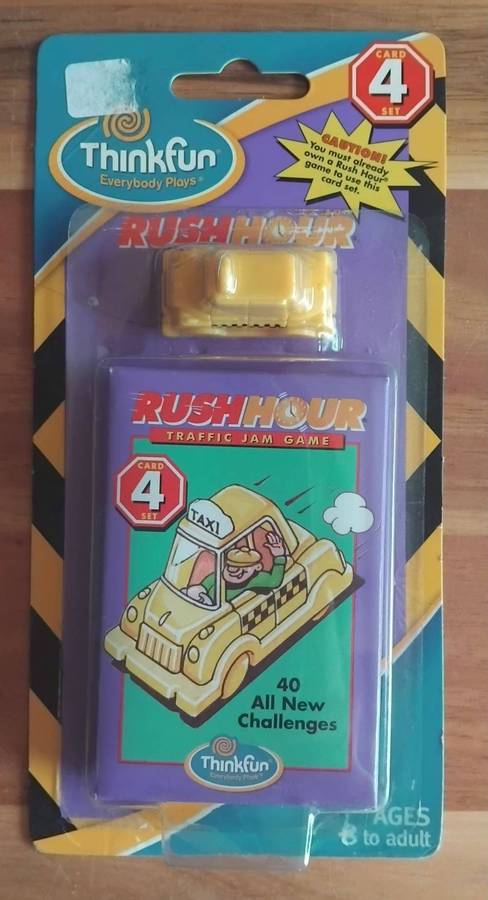 CARD
4
SET
Thinkfun®
Everybody Plays®
CAUTION!
You must already
own a Rush Hour®
game to use this
card set.
RUSH HOUR
RUSH HOUR
TRAFFIC JAM GAME
CARD
4
SET
TAXI
40
All New
Challenges
Thinkfun®
Everybody Plays™
AGES
8 to adult